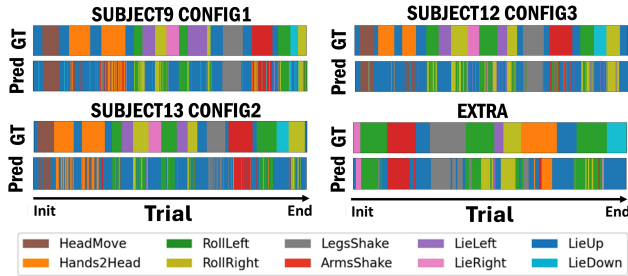 SUBJECT9 CONFIG1
SUBJECT12 CONFIG3
GT
GT
Pred
Pred
SUBJECT13 CONFIG2
EXTRA
GT
GT
Pred
Pred
Init Trial End
Init Trial End
HeadMove RollLeft LegsShake LieLeft LieUp
Hands2Head RollRight ArmsShake LieRight LieDown